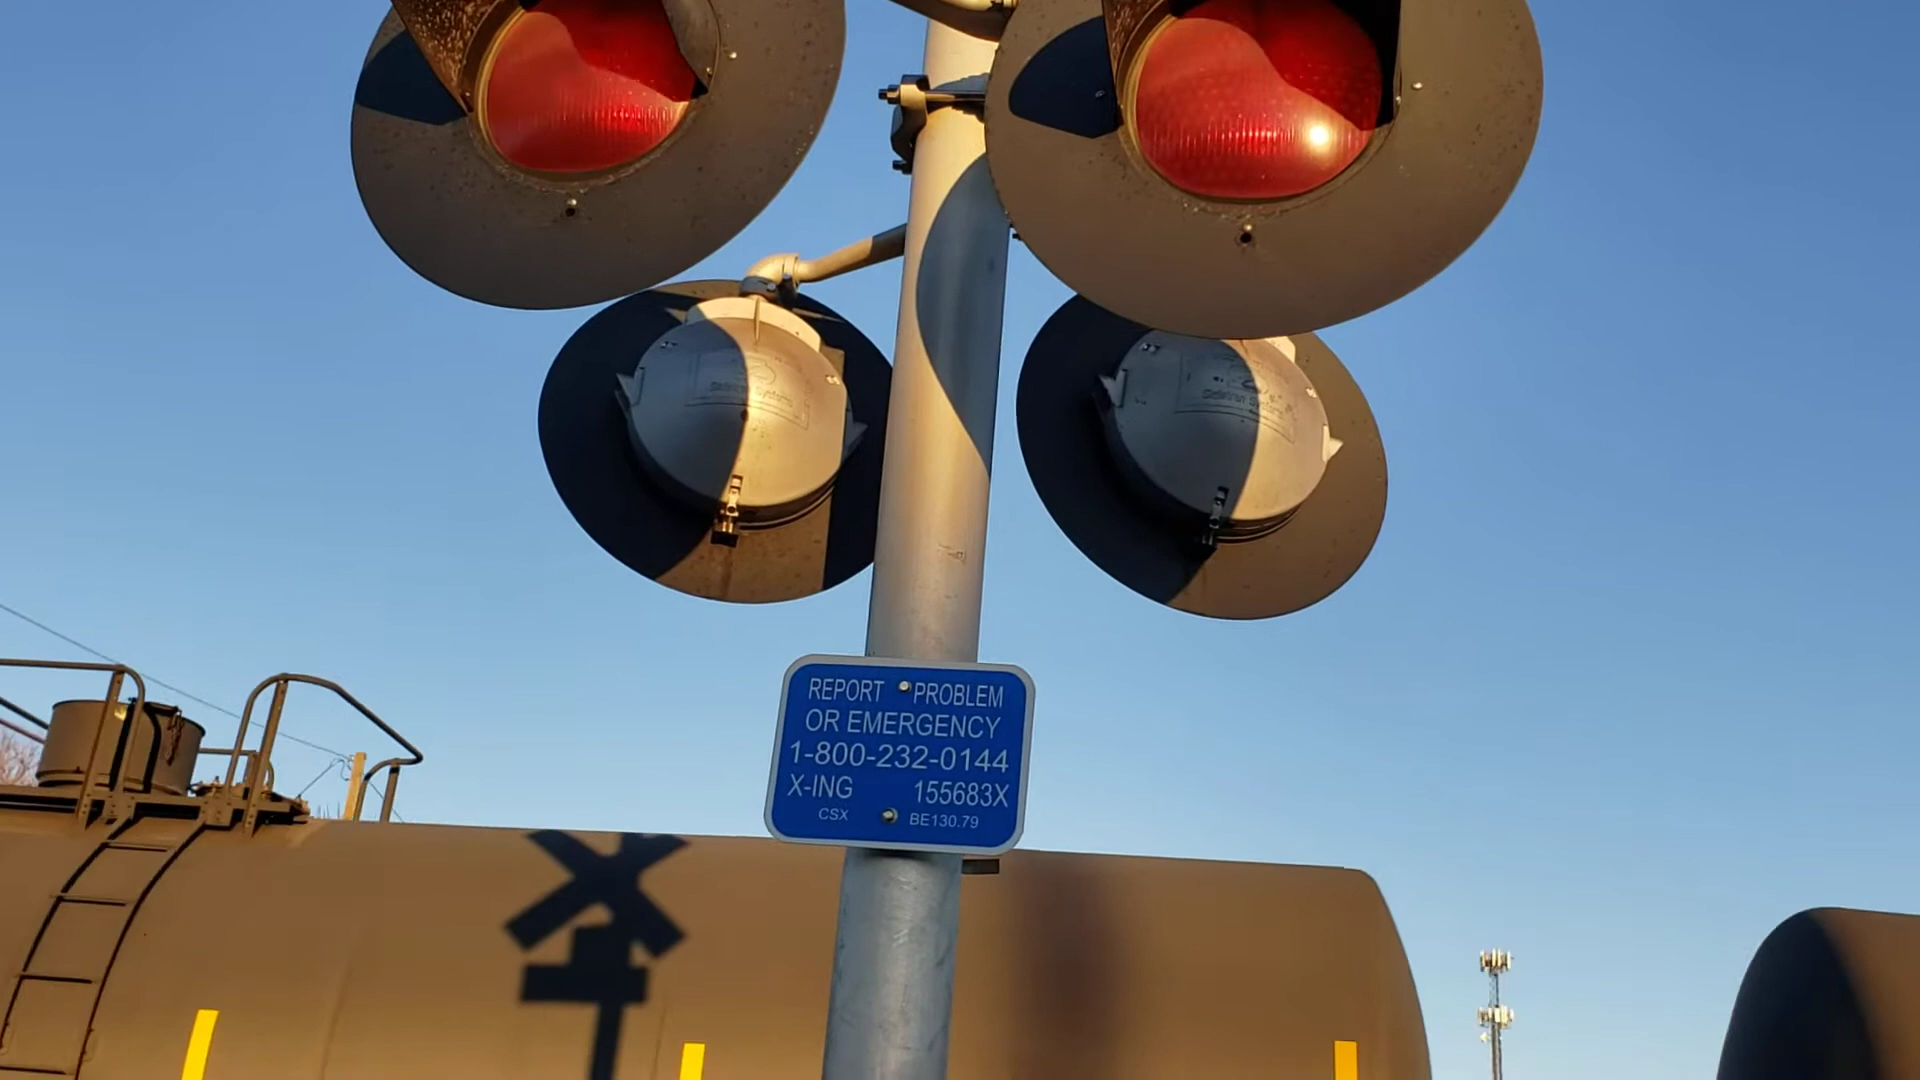 REPORT PROBLEM
OR EMERGENCY
1-800-232-0144
X-ING 155683X
CSX BE130.79